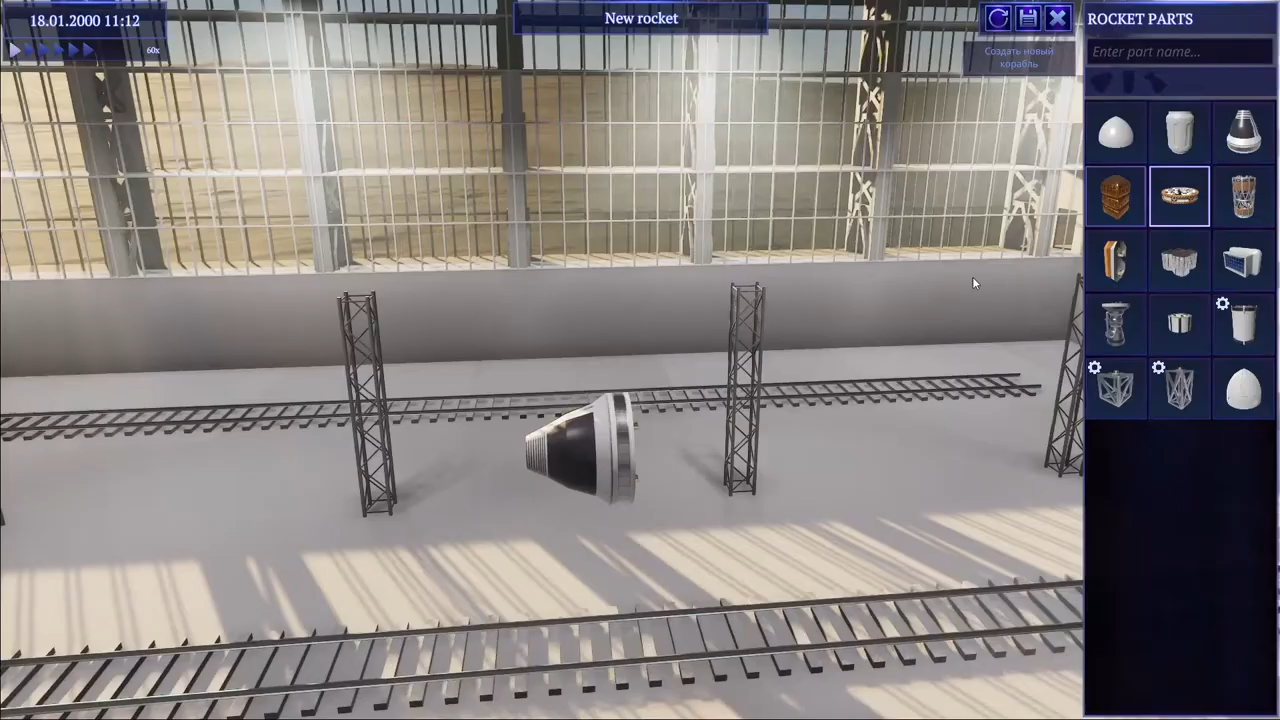 18.01.2000 11:12
60x
New rocket
Создать новый
корабль
ROCKET PARTS
Enter part name...